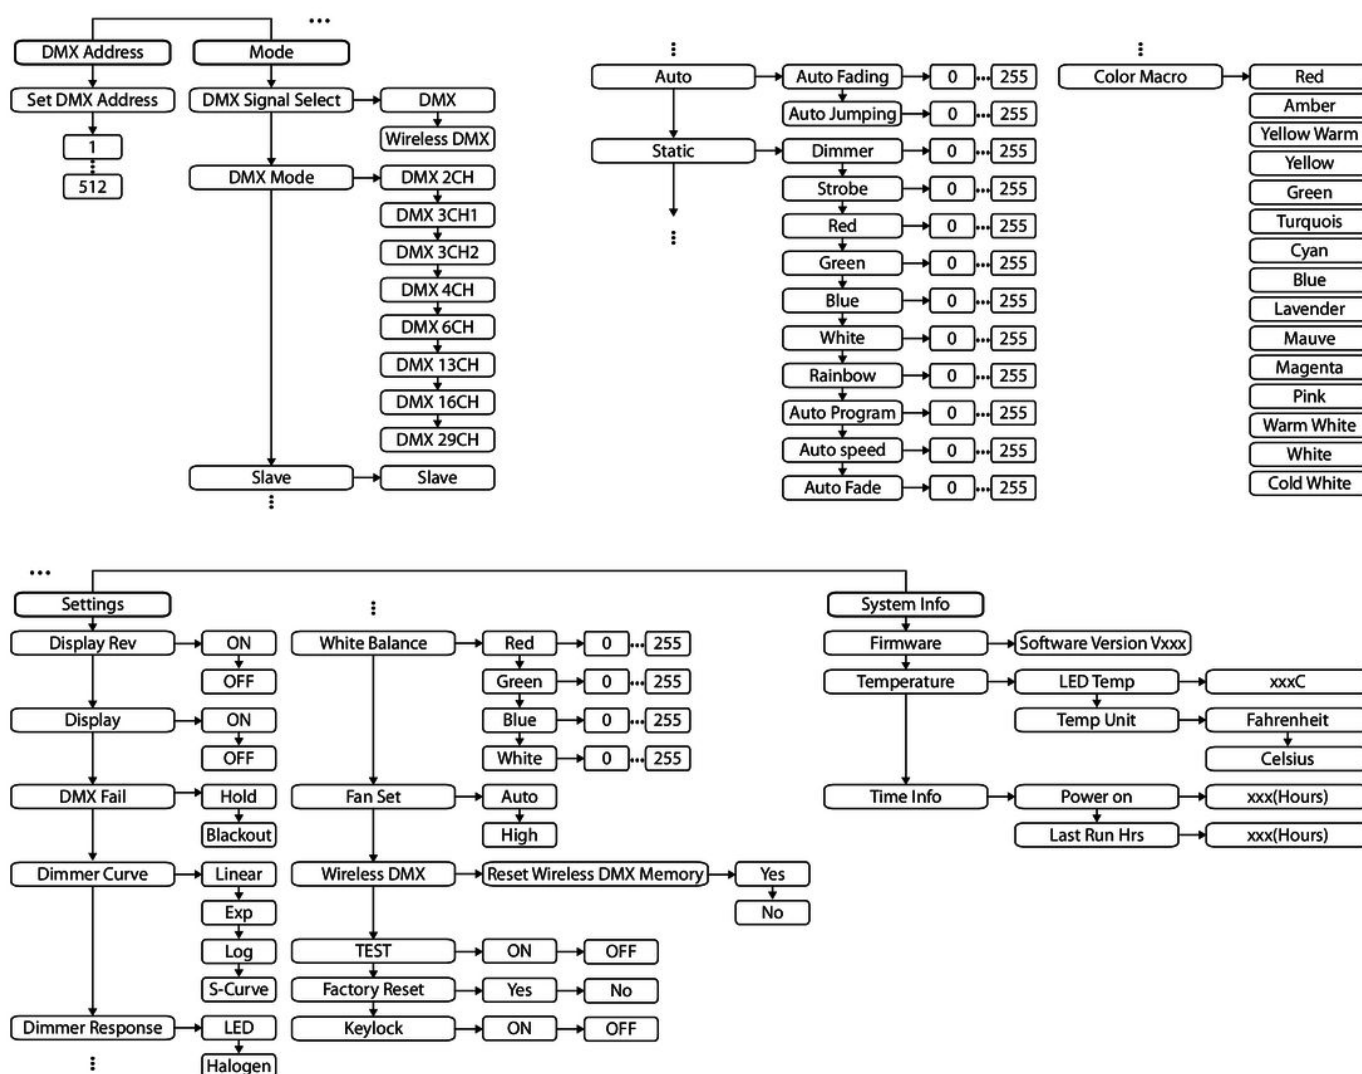 ...
DMX Address
Mode
Set DMX Address
DMX Signal Select
DMX
1
Wireless DMX
512
DMX Mode
DMX 2CH
DMX 3CH1
DMX 3CH2
DMX 4CH
DMX 6CH
DMX 13CH
DMX 16CH
DMX 29CH
Slave
Slave
Auto
Auto Fading
0 ... 255
Auto Jumping
0 ... 255
Static
Dimmer
0 ... 255
Strobe
0 ... 255
Red
0 ... 255
Green
0 ... 255
Blue
0 ... 255
White
0 ... 255
Rainbow
0 ... 255
Auto Program
0 ... 255
Auto speed
0 ... 255
Auto Fade
0 ... 255
Color Macro
Red
Amber
Yellow Warm
Yellow
Green
Turquois
Cyan
Blue
Lavender
Mauve
Magenta
Pink
Warm White
White
Cold White
...
Settings
Display Rev
ON
OFF
Display
ON
OFF
DMX Fail
Hold
Blackout
Dimmer Curve
Linear
Exp
Log
S-Curve
Dimmer Response
LED
Halogen
White Balance
Red
0 ... 255
Green
0 ... 255
Blue
0 ... 255
White
0 ... 255
Fan Set
Auto
High
Wireless DMX
Reset Wireless DMX Memory
Yes
No
TEST
ON
OFF
Factory Reset
Yes
No
Keylock
ON
OFF
System Info
Firmware
Software Version Vxxx
Temperature
LED Temp
xxxC
Temp Unit
Fahrenheit
Celsius
Time Info
Power on
xxx(Hours)
Last Run Hrs
xxx(Hours)